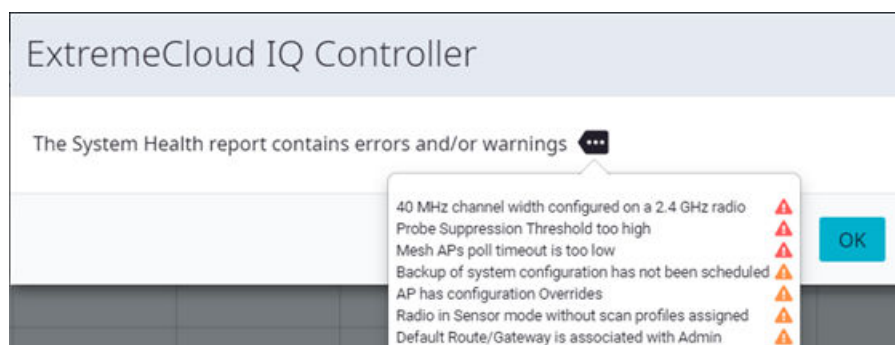 ExtremeCloud IQ Controller
The System Health report contains errors and/or warnings
40 MHz channel width configured on a 2.4 GHz radio
Probe Suppression Threshold too high
Mesh APs poll timeout is too low
OK
Backup of system configuration has not been scheduled
AP has configuration Overrides
Radio in Sensor mode without scan profiles assigned
Default Route/Gateway is associated with Admin